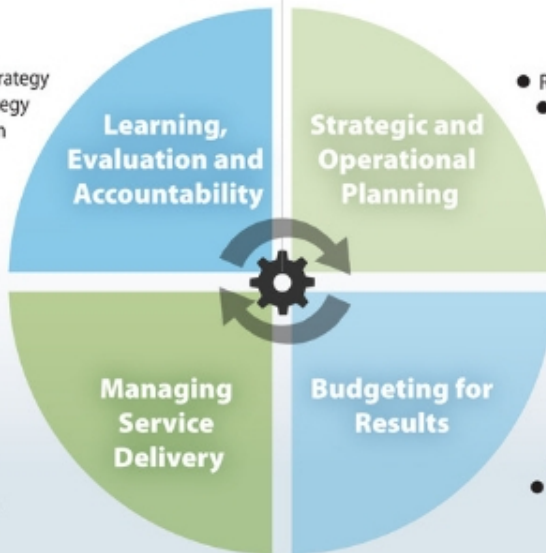 Learning,
Evaluation and
Accountability
Strategic and
Operational
Planning
Managing
Service
Delivery
Budgeting for
Results